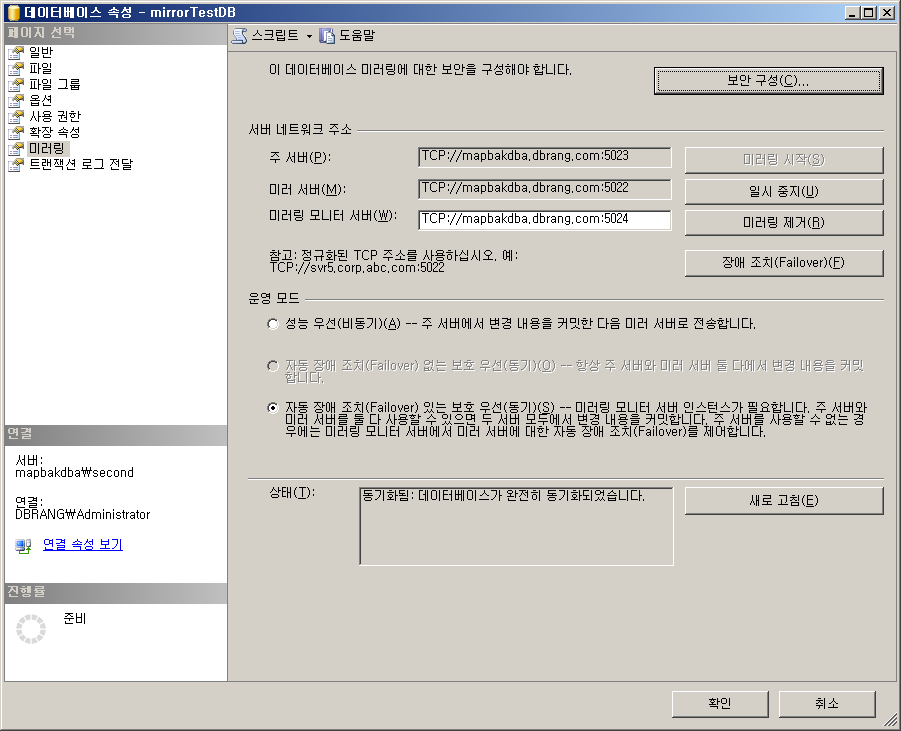 데이터베이스 속성 - mirrorTestDB
페이지 선택
스크립트
도움말
일반
파일
파일 그룹
옵션
사용 권한
확장 속성
미러링
트랜잭션 로그 전달
이 데이터베이스 미러링에 대한 보안을 구성해야 합니다.
보안 구성(C)...
서버 네트워크 주소
주 서버(P):
TCP://mapbakdba.dbrang.com:5023
미러링 시작(S)
미러 서버(M):
TCP://mapbakdba.dbrang.com:5022
일시 중지(U)
미러링 모니터 서버(W):
TCP://mapbakdba.dbrang.com:5024
미러링 제거(R)
참고: 정규화된 TCP 주소를 사용하십시오. 예:
TCP://svr5.corp.abc.com:5022
장애 조치(Failover)(F)
운영 모드
성능 우선(비동기)(A) -- 주 서버에서 변경 내용을 커밋한 다음 미러 서버로 전송합니다.
자동 장애 조치(Failover) 없는 보호 우선(동기)(O) -- 항상 주 서버와 미러 서버 둘 다에서 변경 내용을 커밋
합니다.
자동 장애 조치(Failover) 있는 보호 우선(동기)(S) -- 미러링 모니터 서버 인스턴스가 필요합니다. 주 서버와
미러 서버를 둘 다 사용할 수 있으면 두 서버 모두에서 변경 내용을 커밋합니다. 주 서버를 사용할 수 없는 경
우에는 미러링 모니터 서버에서 미러 서버에 대한 자동 장애 조치(Failover)를 제어합니다.
연결
서버:
mapbakdba₩second
연결:
DBRANG₩Administrator
연결 속성 보기
상태(T):
동기화됨: 데이터베이스가 완전히 동기화되었습니다.
새로 고침(E)
진행률
준비
확인
취소